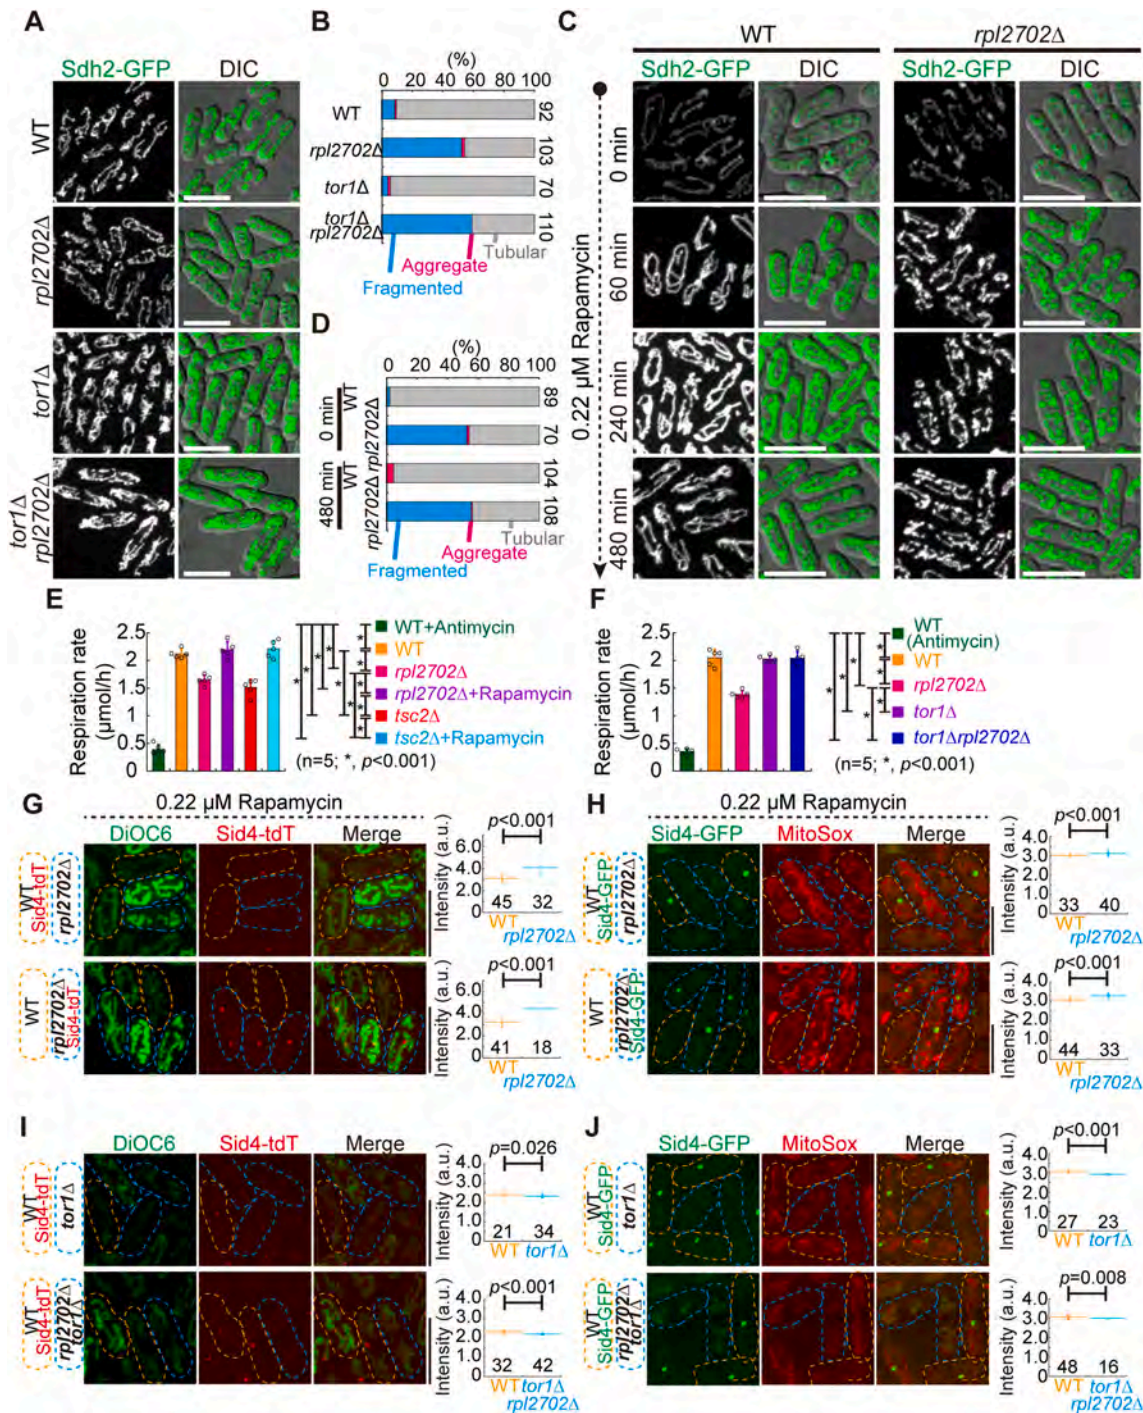 A
Sdh2-GFP DIC
WT
rpl2702Δ
tor1Δ
tor1Δ
rpl2702Δ
B
(%)
0 20 40 60 80 100
WT 92
rpl2702Δ 103
tor1Δ 70
tor1Δ
rpl2702Δ 110
Tubular
Aggregate
Fragmented
C
WT rpl2702Δ
Sdh2-GFP DIC Sdh2-GFP DIC
0.22 µM Rapamycin
0 min
60 min
240 min
480 min
D
(%)
0 20 40 60 80 100
0 min
WT 89
rpl2702Δ 70
480 min
WT 104
rpl2702Δ 108
Tubular
Aggregate
Fragmented
E
Respiration rate
(µmol/h)
2.5
2
1.5
1
0.5
0
WT+Antimycin
WT
rpl2702Δ
rpl2702Δ+Rapamycin
tsc2Δ
tsc2Δ+Rapamycin
(n=5; *, p<0.001)
F
Respiration rate
(µmol/h)
2.5
2
1.5
1
0.5
0
WT
(Antimycin)
WT
rpl2702Δ
tor1Δ
tor1Δrpl2702Δ
(n=5; *, p<0.001)
G
0.22 µM Rapamycin
DiOC6 Sid4-tdT Merge
WT
Sid4-tdT
rpl2702Δ
Intensity (a.u.)
6.0
4.0
2.0
0
p<0.001
45 32
WT
rpl2702Δ
WT
rpl2702Δ
Sid4-tdT
Intensity (a.u.)
6.0
4.0
2.0
0
p<0.001
41 18
WT
rpl2702Δ
H
0.22 µM Rapamycin
Sid4-GFP MitoSox Merge
WT
Sid4-GFP
rpl2702Δ
Intensity (a.u.)
4.0
3.0
2.0
1.0
0
p<0.001
33 40
WT
rpl2702Δ
WT
rpl2702Δ
Sid4-GFP
Intensity (a.u.)
4.0
3.0
2.0
1.0
0
p<0.001
44 33
WT
rpl2702Δ
I
DiOC6 Sid4-tdT Merge
WT
Sid4-tdT
tor1Δ
Intensity (a.u.)
4.0
3.0
2.0
1.0
0
p=0.026
21 34
WT tor1Δ
WT
Sid4-tdT
rpl2702Δ
tor1Δ
Intensity (a.u.)
4.0
3.0
2.0
1.0
0
p<0.001
32 42
WT tor1Δ
rpl2702Δ
J
Sid4-GFP MitoSox Merge
WT
Sid4-GFP
tor1Δ
Intensity (a.u.)
4.0
3.0
2.0
1.0
0
p<0.001
27 23
WT tor1Δ
WT
Sid4-GFP
rpl2702Δ
tor1Δ
Intensity (a.u.)
4.0
3.0
2.0
1.0
0
p=0.008
48 16
WT tor1Δ
rpl2702Δ